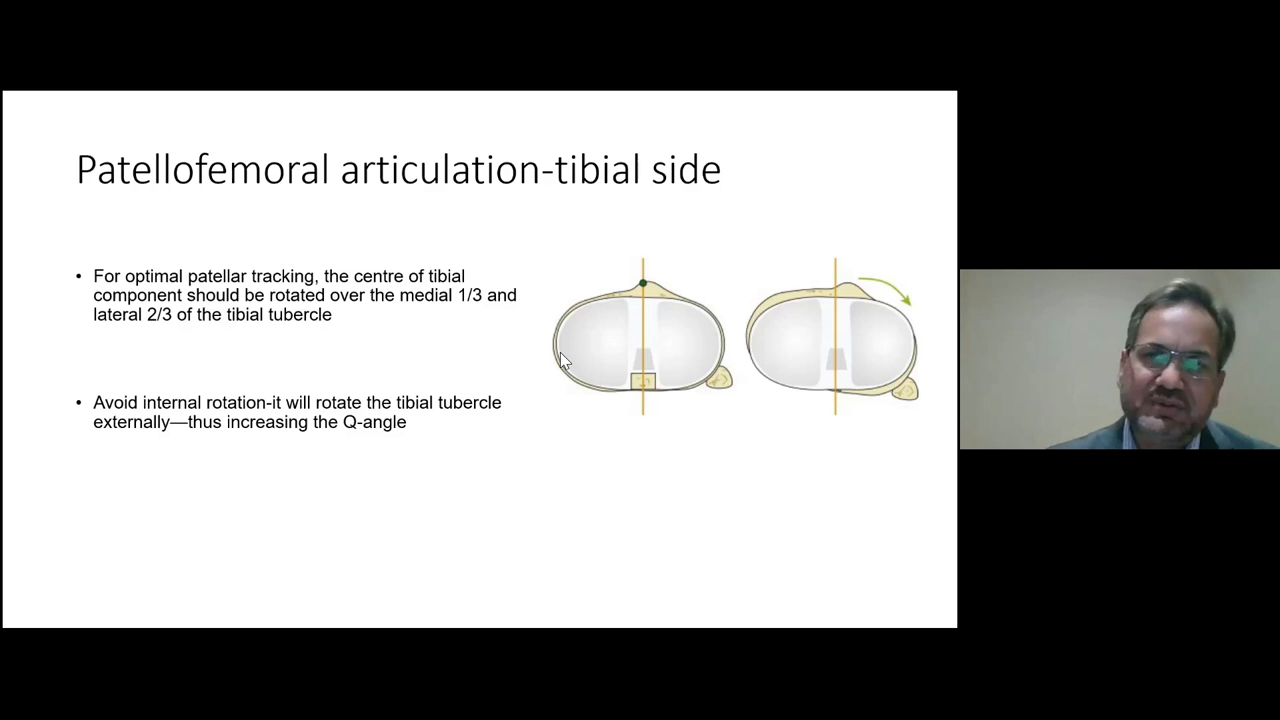 Patellofemoral articulation-tibial side
• For optimal patellar tracking, the centre of tibial
component should be rotated over the medial 1/3 and
lateral 2/3 of the tibial tubercle
• Avoid internal rotation-it will rotate the tibial tubercle
externally—thus increasing the Q-angle